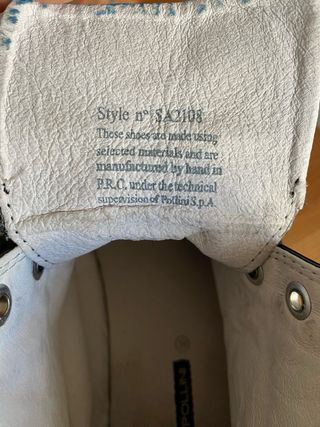 Style n° SA2108
These shoes are made using
selected materials and are
manufactured by hand in
P.R.C. under the technical
supervision of Pollini S.p.A
POLLINI